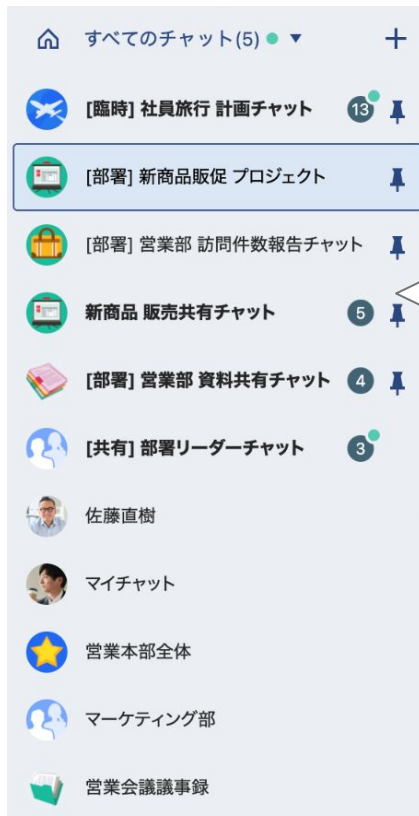 すべてのチャット(5)
[臨時] 社員旅行 計画チャット 13
[部署] 新商品販促 プロジェクト
[部署] 営業部 訪問件数報告チャット
新商品 販売共有チャット 5
[部署] 営業部 資料共有チャット 4
[共有] 部署リーダーチャット 3
佐藤直樹
マイチャット
営業本部全体
マーケティング部
営業会議議事録